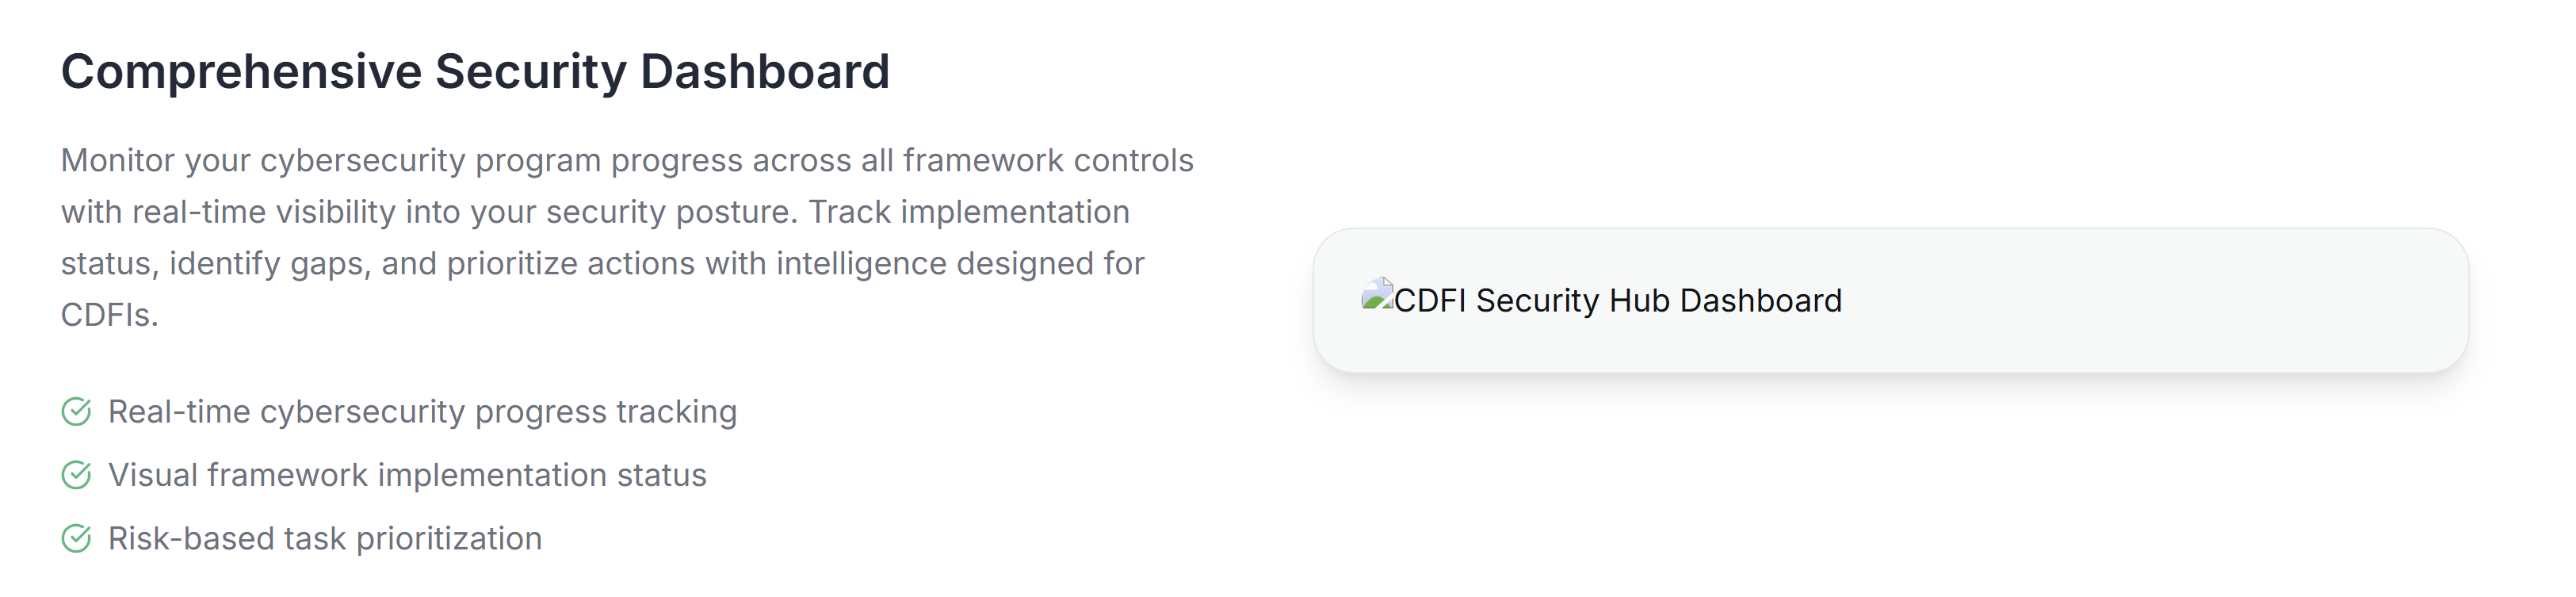 Comprehensive Security Dashboard
Monitor your cybersecurity program progress across all framework controls
with real-time visibility into your security posture. Track implementation
status, identify gaps, and prioritize actions with intelligence designed for
CDFIs.
Real-time cybersecurity progress tracking
Visual framework implementation status
Risk-based task prioritization
CDFI Security Hub Dashboard